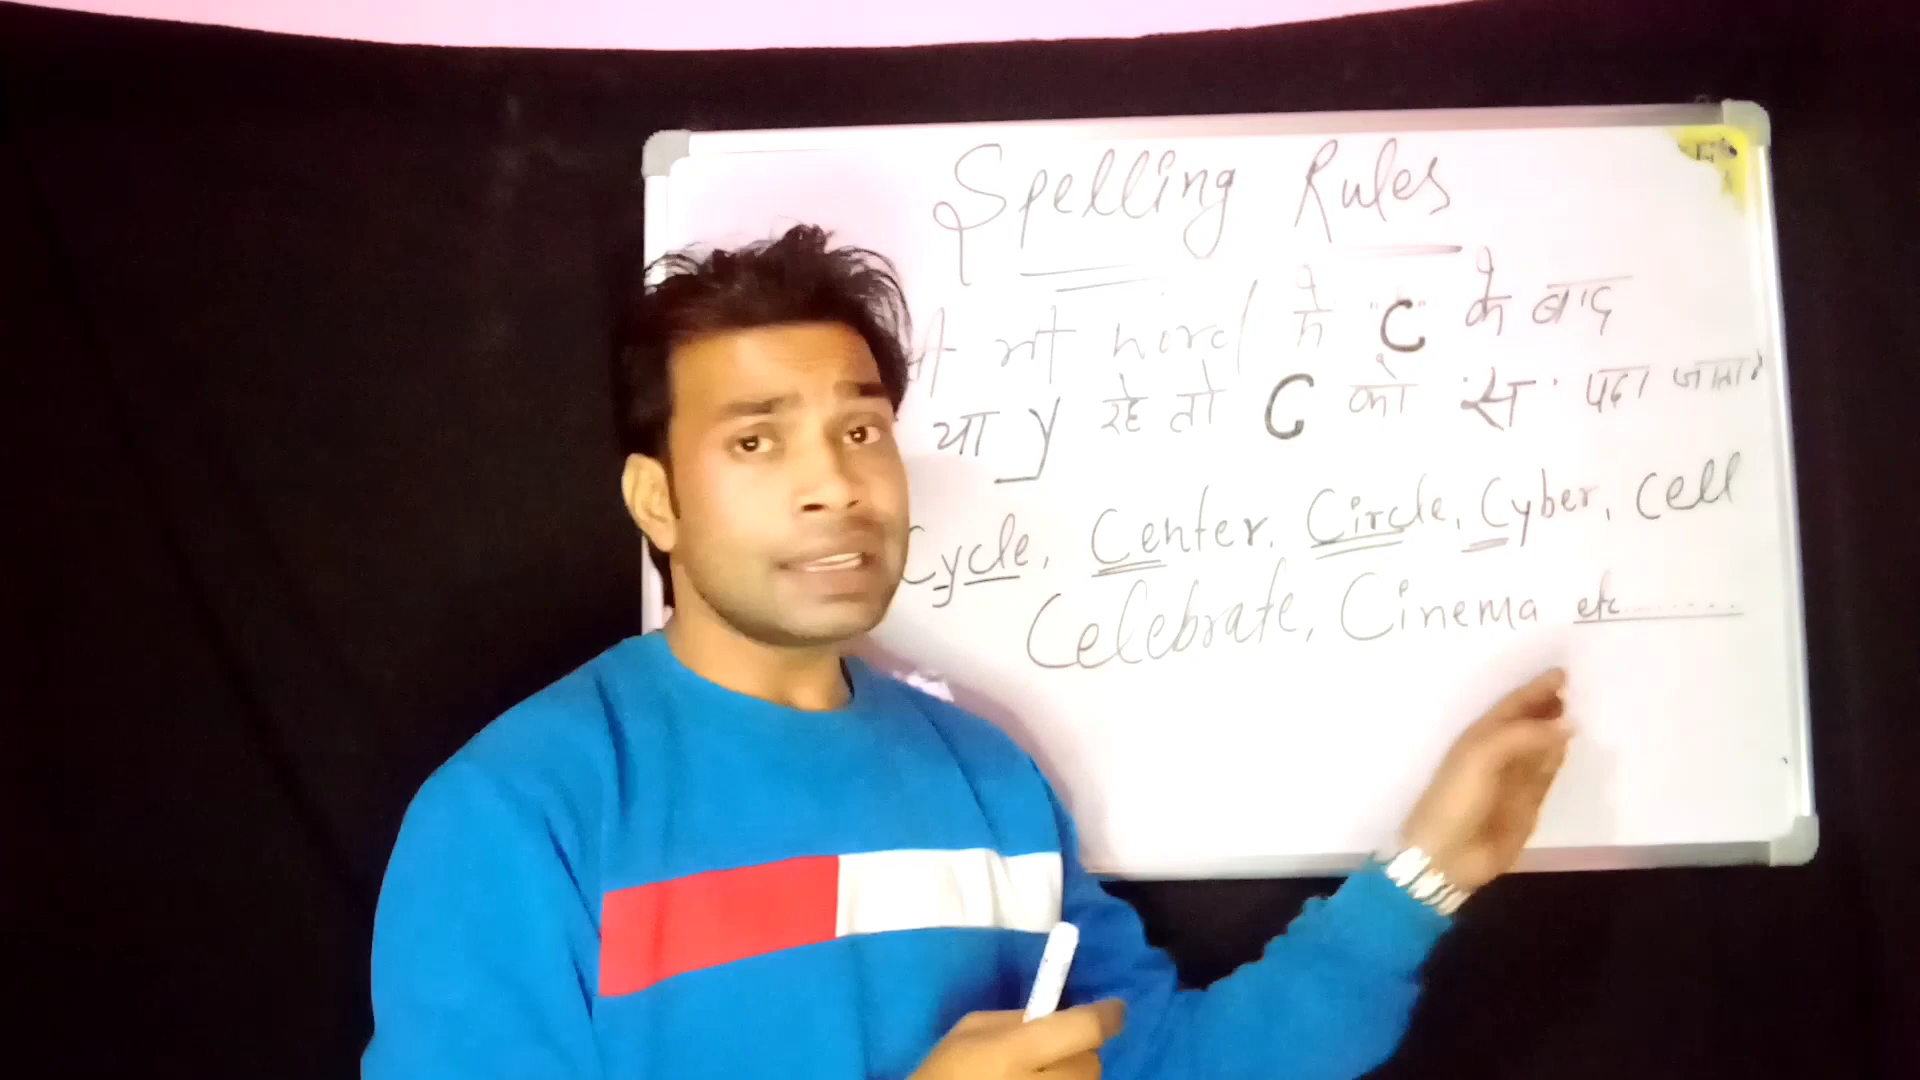 Spelling Rules
भी word में "C" के बाद
या y रहे तो C को 'स' पढ़ा जाता है
Cycle, Center, Circle, Cyber, Cell
Celebrate, Cinema etc........